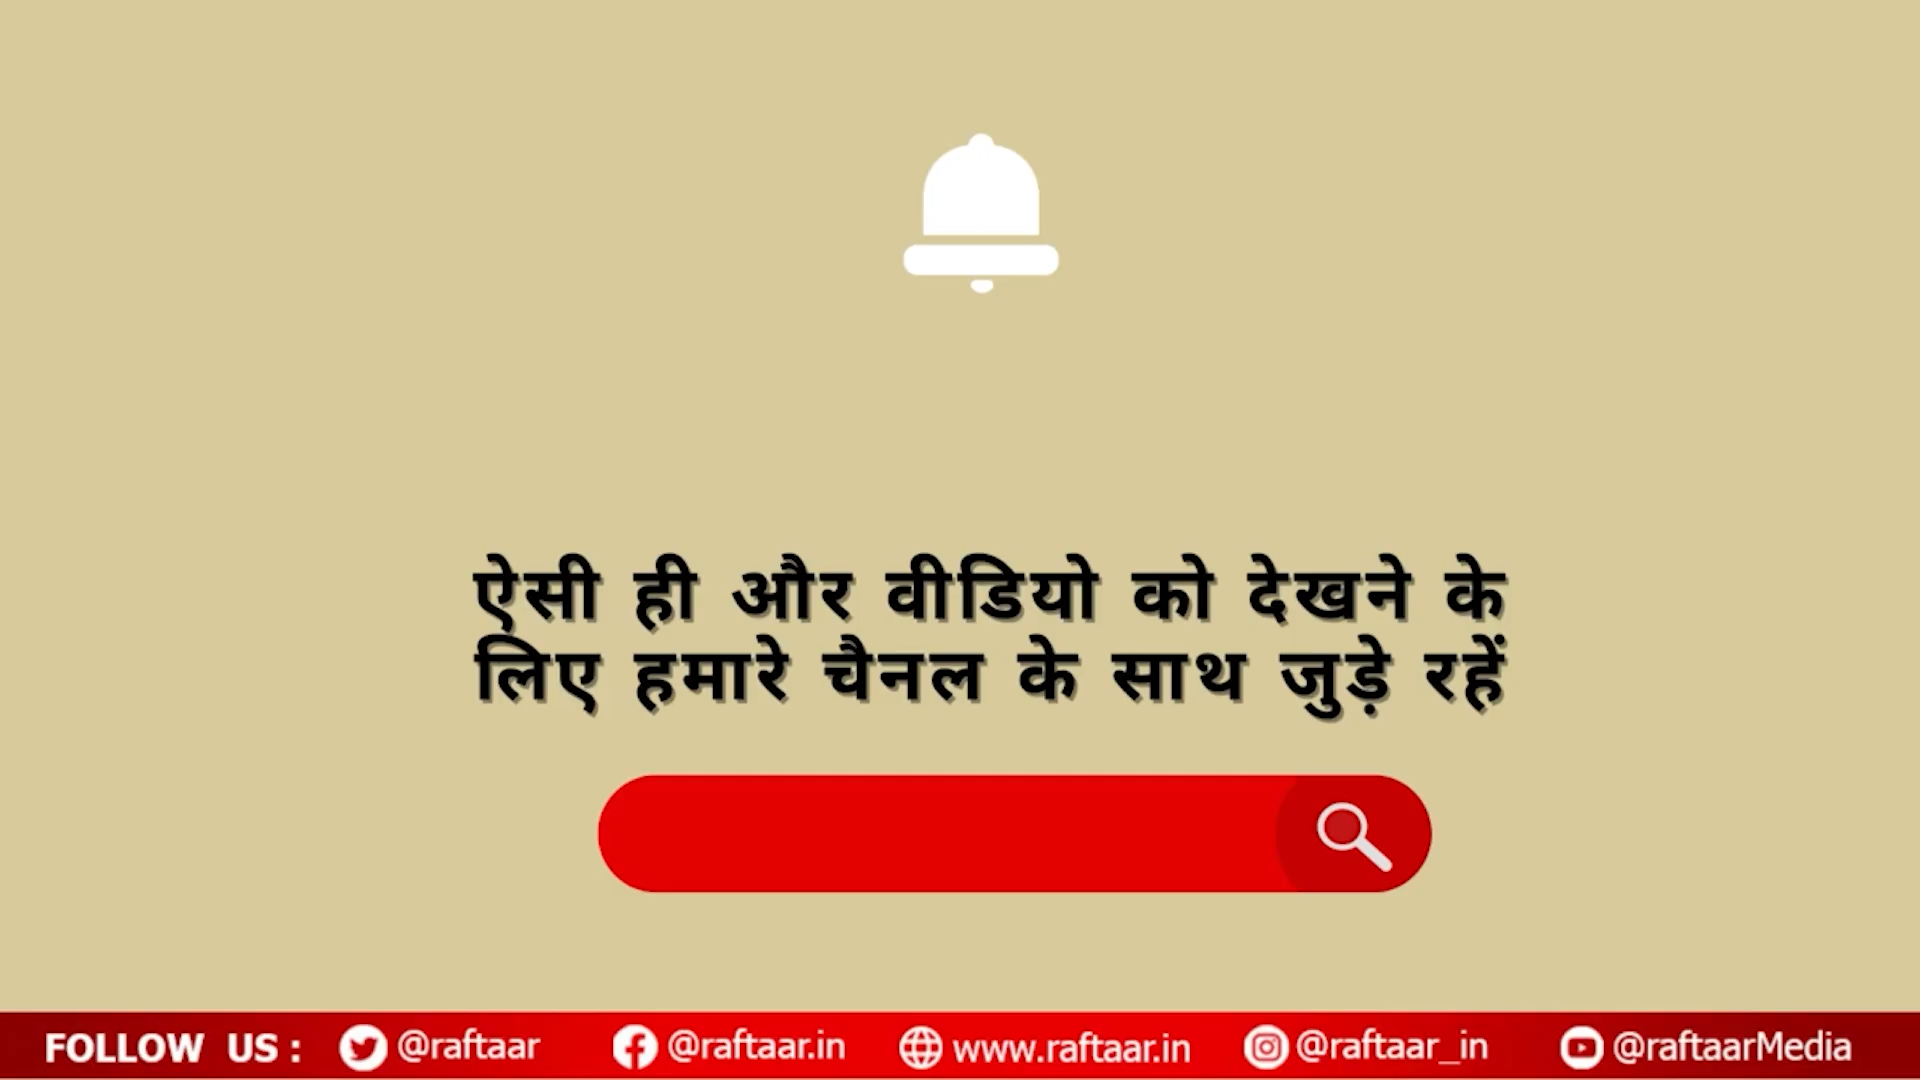 ऐसी ही और वीडियो को देखने के
लिए हमारे चैनल के साथ जुड़े रहें
FOLLOW US : @raftaar @raftaar.in www.raftaar.in @raftaar_in @raftaarMedia